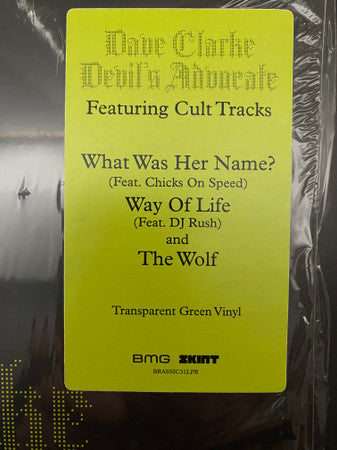 Dave Clarke
Devil's Advocate
Featuring Cult Tracks
What Was Her Name?
(Feat. Chicks On Speed)
Way Of Life
(Feat. DJ Rush)
and
The Wolf
Transparent Green Vinyl
BMG SKINT
BRASSIC31LPR